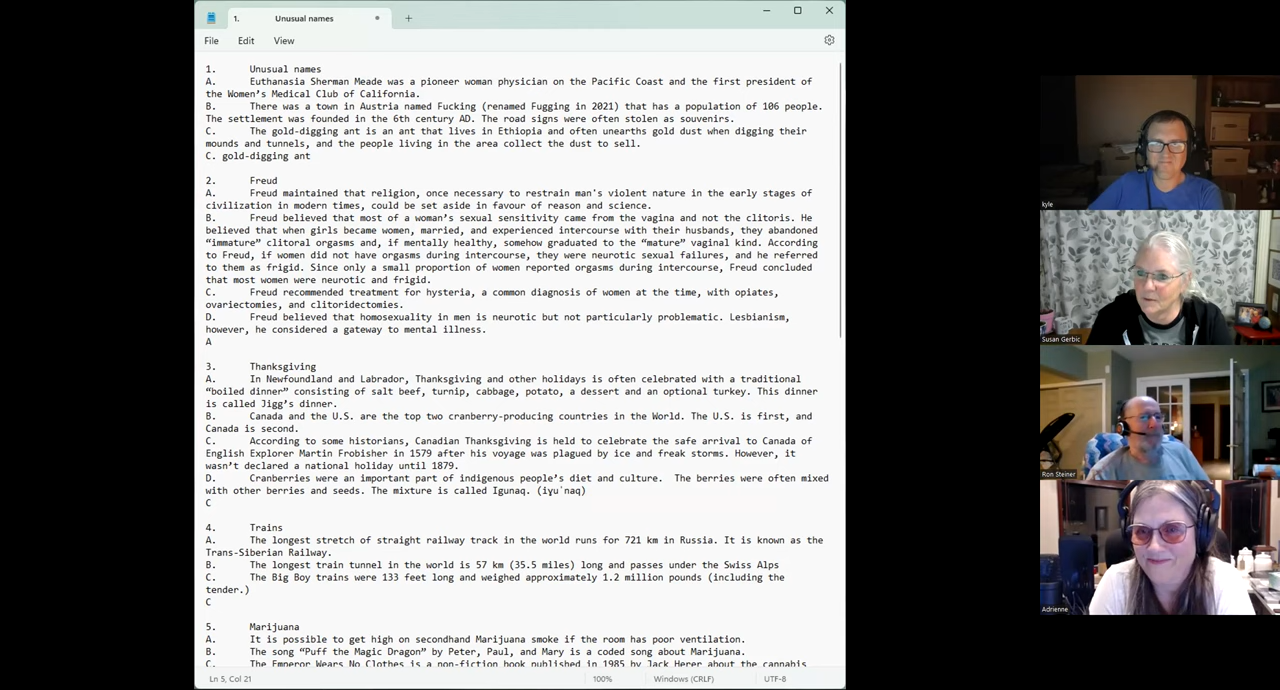 1. Unusual names
File Edit View
1. Unusual names
A. Euthanasia Sherman Meade was a pioneer woman physician on the Pacific Coast and the first president of
the Women’s Medical Club of California.
B. There was a town in Austria named Fucking (renamed Fugging in 2021) that has a population of 106 people.
The settlement was founded in the 6th century AD. The road signs were often stolen as souvenirs.
C. The gold-digging ant is an ant that lives in Ethiopia and often unearths gold dust when digging their
mounds and tunnels, and the people living in the area collect the dust to sell.
C. gold-digging ant
2. Freud
A. Freud maintained that religion, once necessary to restrain man's violent nature in the early stages of
civilization in modern times, could be set aside in favour of reason and science.
B. Freud believed that most of a woman’s sexual sensitivity came from the vagina and not the clitoris. He
believed that when girls became women, married, and experienced intercourse with their husbands, they abandoned
“immature” clitoral orgasms and, if mentally healthy, somehow graduated to the “mature” vaginal kind. According
to Freud, if women did not have orgasms during intercourse, they were neurotic sexual failures, and he referred
to them as frigid. Since only a small proportion of women reported orgasms during intercourse, Freud concluded
that most women were neurotic and frigid.
C. Freud recommended treatment for hysteria, a common diagnosis of women at the time, with opiates,
ovariectomies, and clitoridectomies.
D. Freud believed that homosexuality in men is neurotic but not particularly problematic. Lesbianism,
however, he considered a gateway to mental illness.
A
3. Thanksgiving
A. In Newfoundland and Labrador, Thanksgiving and other holidays is often celebrated with a traditional
“boiled dinner” consisting of salt beef, turnip, cabbage, potato, a dessert and an optional turkey. This dinner
is called Jigg’s dinner.
B. Canada and the U.S. are the top two cranberry-producing countries in the World. The U.S. is first, and
Canada is second.
C. According to some historians, Canadian Thanksgiving is held to celebrate the safe arrival to Canada of
English Explorer Martin Frobisher in 1579 after his voyage was plagued by ice and freak storms. However, it
wasn’t declared a national holiday until 1879.
D. Cranberries were an important part of indigenous people’s diet and culture.  The berries were often mixed
with other berries and seeds. The mixture is called Igunaq. (iɣuˈnaq)
C
4. Trains
A. The longest stretch of straight railway track in the world runs for 721 km in Russia. It is known as the
Trans-Siberian Railway.
B. The longest train tunnel in the world is 57 km (35.5 miles) long and passes under the Swiss Alps
C. The Big Boy trains were 133 feet long and weighed approximately 1.2 million pounds (including the
tender.)
C
5. Marijuana
A. It is possible to get high on secondhand Marijuana smoke if the room has poor ventilation.
B. The song “Puff the Magic Dragon” by Peter, Paul, and Mary is a coded song about Marijuana.
C. The Emperor Wears No Clothes is a non-fiction book published in 1985 by Jack Herer about the cannabis
Ln 5, Col 21 100% Windows (CRLF) UTF-8
kyle
Susan Gerbic
Ron Steiner
Adrienne